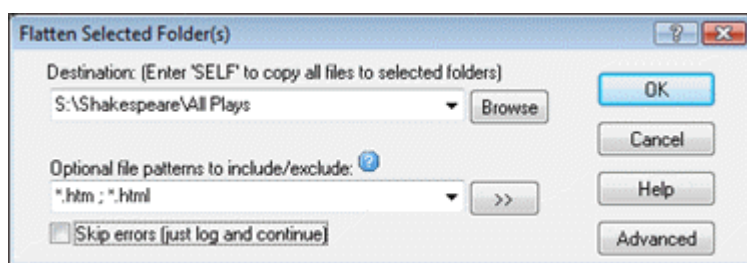 Flatten Selected Folder(s)
Destination: (Enter 'SELF' to copy all files to selected folders)
S:\Shakespeare\All Plays
Browse
OK
Cancel
Optional file patterns to include/exclude:
*.htm ; *.html
>>
Help
Skip errors (just log and continue)
Advanced